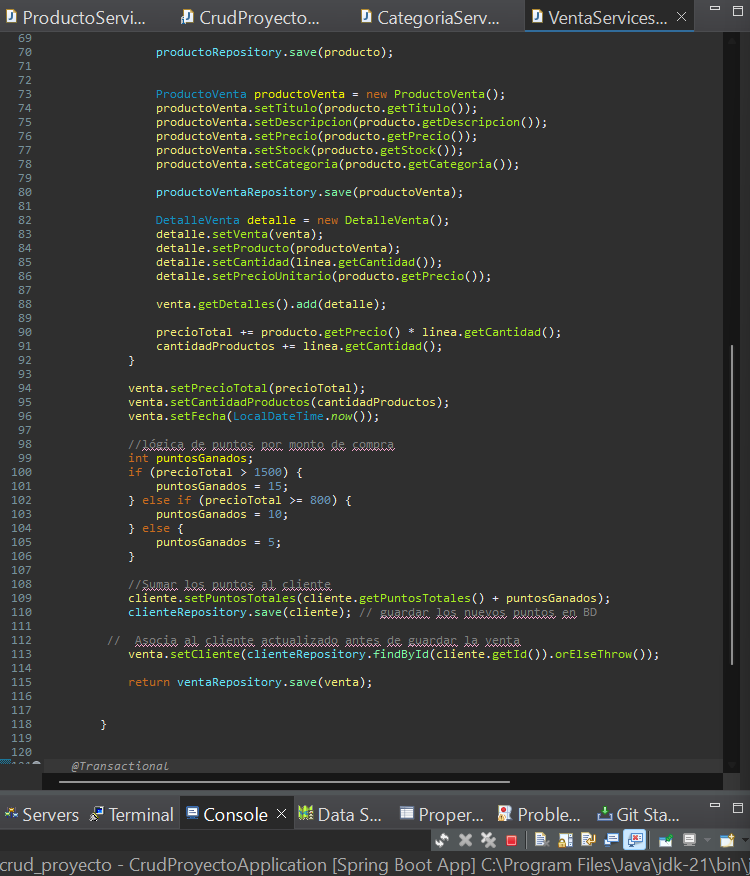 ProductoServi...
CrudProyecto...
CategoriaServ...
VentaServices...
69
70 productoRepository.save(producto);
71
72
73 ProductoVenta productoVenta = new ProductoVenta();
74 productoVenta.setTitulo(producto.getTitulo());
75 productoVenta.setDescripcion(producto.getDescripcion());
76 productoVenta.setPrecio(producto.getPrecio());
77 productoVenta.setStock(producto.getStock());
78 productoVenta.setCategoria(producto.getCategoria());
79
80 productoVentaRepository.save(productoVenta);
81
82 DetalleVenta detalle = new DetalleVenta();
83 detalle.setVenta(venta);
84 detalle.setProducto(productoVenta);
85 detalle.setCantidad(linea.getCantidad());
86 detalle.setPrecioUnitario(producto.getPrecio());
87
88 venta.getDetalles().add(detalle);
89
90 precioTotal += producto.getPrecio() * linea.getCantidad();
91 cantidadProductos += linea.getCantidad();
92 }
93
94 venta.setPrecioTotal(precioTotal);
95 venta.setCantidadProductos(cantidadProductos);
96 venta.setFecha(LocalDateTime.now());
97
98 //lógica de puntos por monto de compra
99 int puntosGanados;
100 if (precioTotal > 1500) {
101 puntosGanados = 15;
102 } else if (precioTotal >= 800) {
103 puntosGanados = 10;
104 } else {
105 puntosGanados = 5;
106 }
107
108 //Sumar los puntos al cliente
109 cliente.setPuntosTotales(cliente.getPuntosTotales() + puntosGanados);
110 clienteRepository.save(cliente); // guardar los nuevos puntos en BD
111
112 // Asocia al cliente actualizado antes de guardar la venta
113 venta.setCliente(clienteRepository.findById(cliente.getId()).orElseThrow());
114
115 return ventaRepository.save(venta);
116
117
118 }
119
120
@Transactional
Servers
Terminal
Console
Data S...
Proper...
Proble...
Git Sta...
crud_proyecto - CrudProyectoApplication [Spring Boot App] C:\Program Files\Java\jdk-21\bin\j